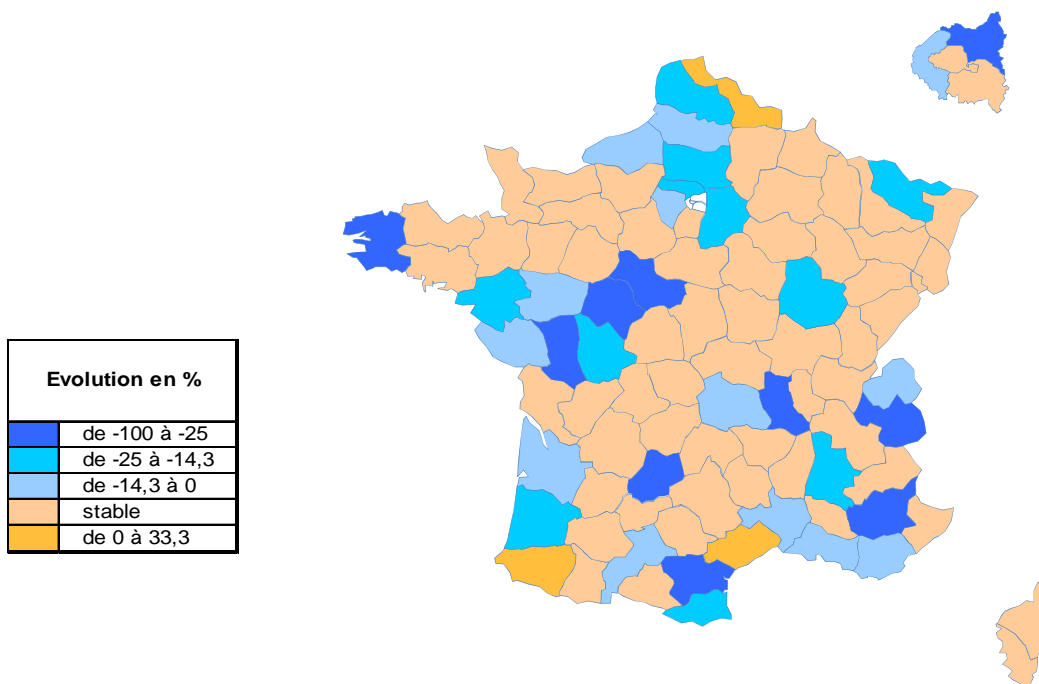 Evolution en %
de -100 à -25
de -25 à -14,3
de -14,3 à 0
stable
de 0 à 33,3